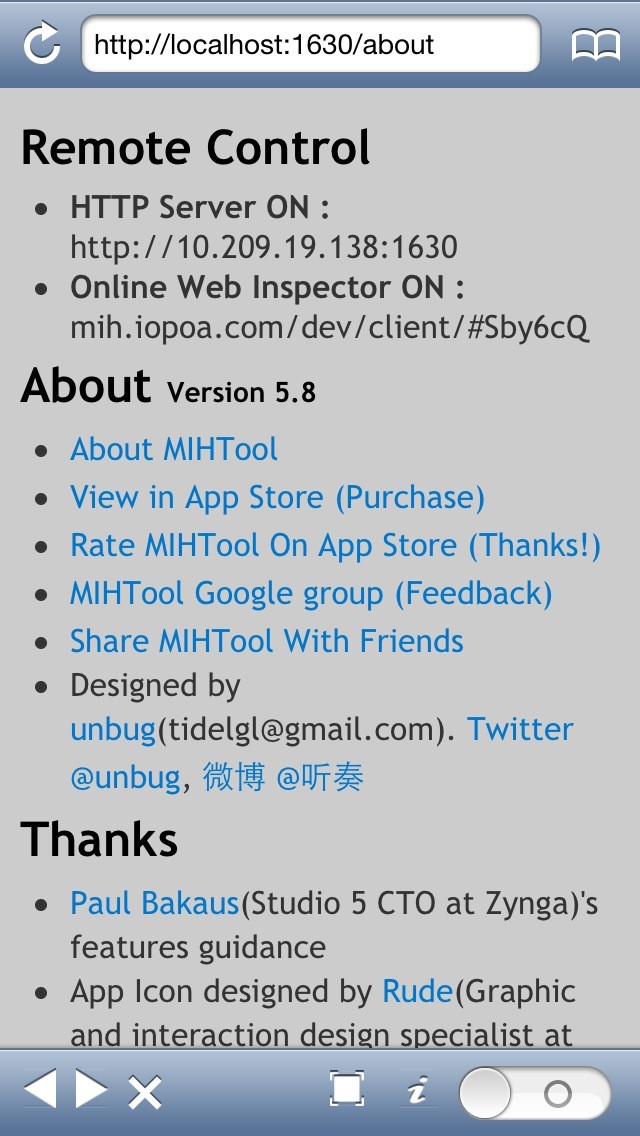 http://localhost:1630/about
Remote Control
• HTTP Server ON :
http://10.209.19.138:1630
• Online Web Inspector ON :
mih.iopoa.com/dev/client/#Sby6cQ
About Version 5.8
• About MIHTool
• View in App Store (Purchase)
• Rate MIHTool On App Store (Thanks!)
• MIHTool Google group (Feedback)
• Share MIHTool With Friends
• Designed by
unbug(tidelgl@gmail.com). Twitter
@unbug, 微博 @听奏
Thanks
• Paul Bakaus(Studio 5 CTO at Zynga)'s
features guidance
• App Icon designed by Rude(Graphic
and interaction design specialist at